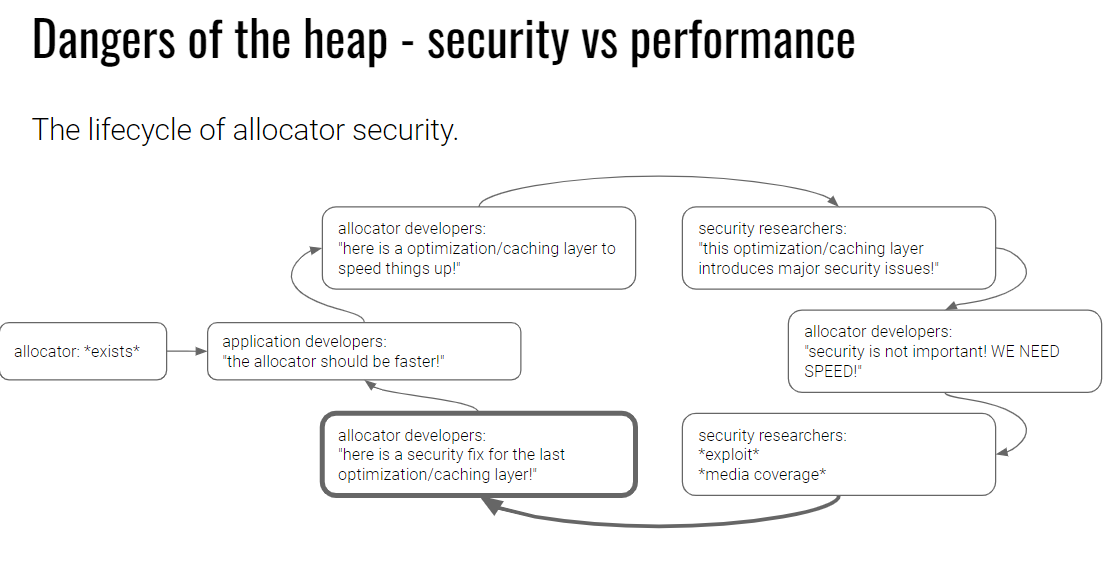 Dangers of the heap - security vs performance
The lifecycle of allocator security.
allocator developers:
"here is a optimization/caching layer to
speed things up!"
security researchers:
"this optimization/caching layer
introduces major security issues!"
allocator: *exists*
application developers:
"the allocator should be faster!"
allocator developers:
"security is not important! WE NEED
SPEED!"
allocator developers:
"here is a security fix for the last
optimization/caching layer!"
security researchers:
*exploit*
*media coverage*